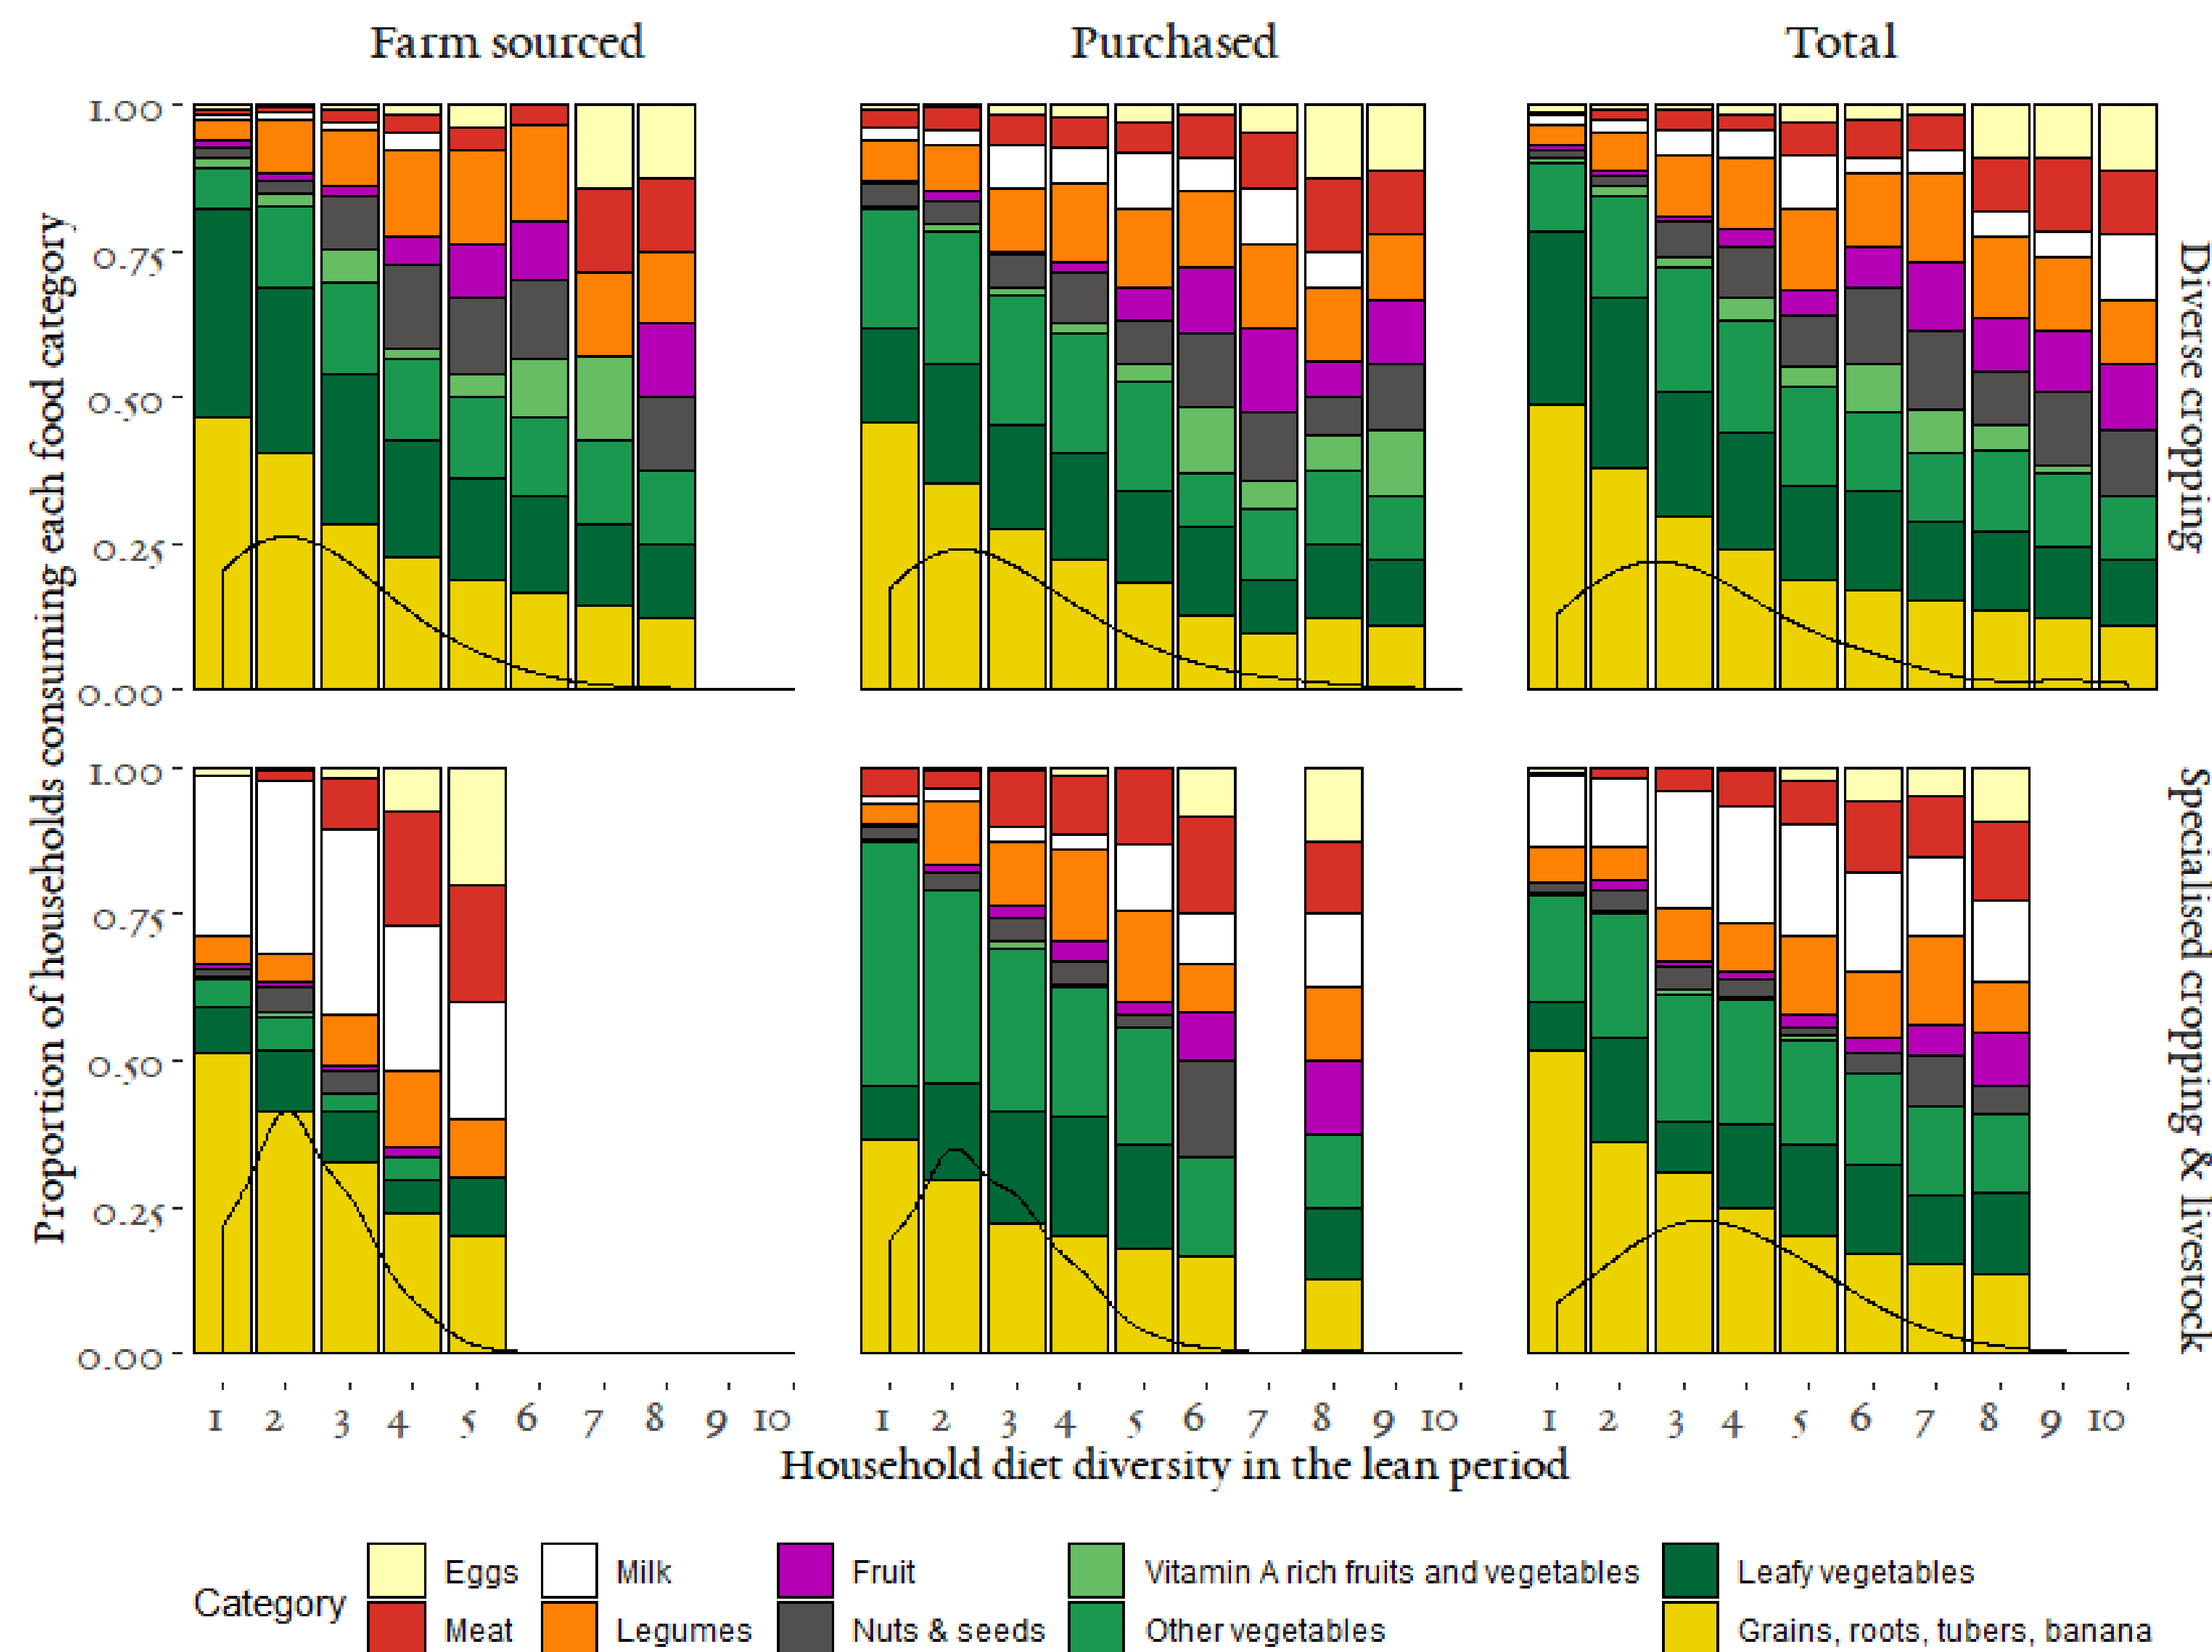 Farm sourced Purchased Total
Proportion of households consuming each food category
1.00
0.75
0.50
0.25
0.00
Diverse cropping
1.00
0.75
0.50
0.25
0.00
Specialised cropping & livestock
1 2 3 4 5 6 7 8 9 10 1 2 3 4 5 6 7 8 9 10 1 2 3 4 5 6 7 8 9 10
Household diet diversity in the lean period
Category
Eggs Milk Fruit Vitamin A rich fruits and vegetables Leafy vegetables
Meat Legumes Nuts & seeds Other vegetables Grains, roots, tubers, banana